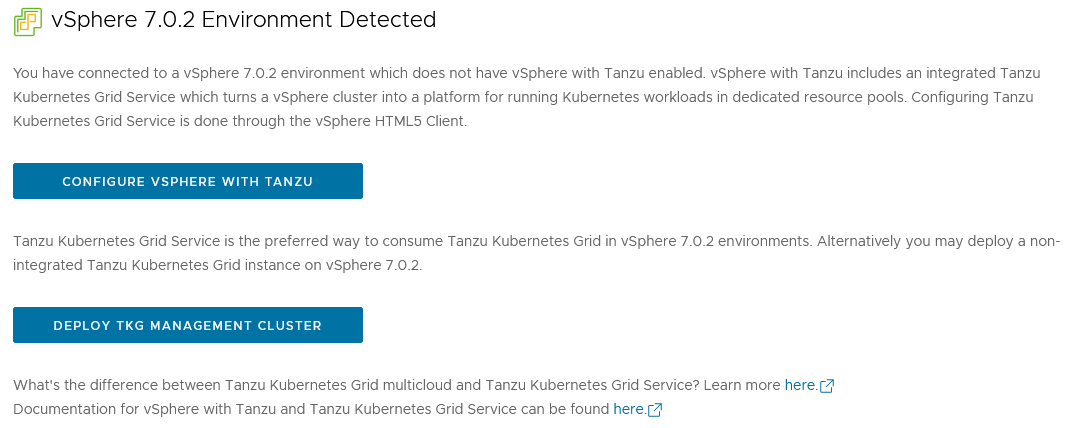 vSphere 7.0.2 Environment Detected
You have connected to a vSphere 7.0.2 environment which does not have vSphere with Tanzu enabled. vSphere with Tanzu includes an integrated Tanzu
Kubernetes Grid Service which turns a vSphere cluster into a platform for running Kubernetes workloads in dedicated resource pools. Configuring Tanzu
Kubernetes Grid Service is done through the vSphere HTML5 Client.
CONFIGURE VSPHERE WITH TANZU
Tanzu Kubernetes Grid Service is the preferred way to consume Tanzu Kubernetes Grid in vSphere 7.0.2 environments. Alternatively you may deploy a non-
integrated Tanzu Kubernetes Grid instance on vSphere 7.0.2.
DEPLOY TKG MANAGEMENT CLUSTER
What's the difference between Tanzu Kubernetes Grid multicloud and Tanzu Kubernetes Grid Service? Learn more here.
Documentation for vSphere with Tanzu and Tanzu Kubernetes Grid Service can be found here.